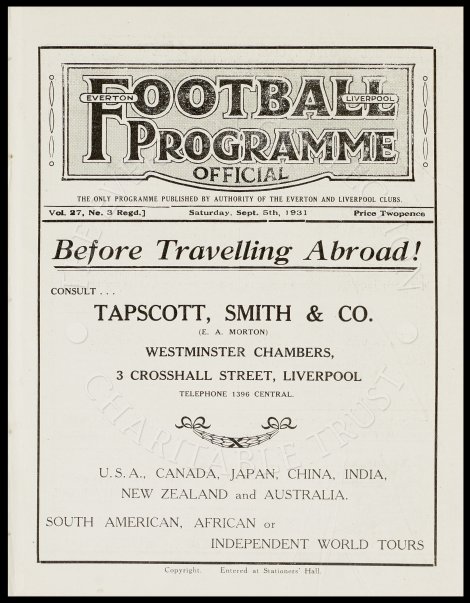 FOOTBALL
EVERTON
LIVERPOOL
PROGRAMME
OFFICIAL
THE ONLY PROGRAMME PUBLISHED BY AUTHORITY OF THE EVERTON AND LIVERPOOL CLUBS.
Vol. 27, No. 3 Regd.] Saturday, Sept. 5th, 1931 Price Twopence
Before Travelling Abroad!
CONSULT . . .
TAPSCOTT, SMITH & CO.
(E. A. MORTON)
WESTMINSTER CHAMBERS,
3 CROSSHALL STREET, LIVERPOOL
TELEPHONE 1396 CENTRAL.
U.S.A., CANADA, JAPAN, CHINA, INDIA,
NEW ZEALAND and AUSTRALIA.
SOUTH AMERICAN, AFRICAN or
INDEPENDENT WORLD TOURS
Copyright. Entered at Stationers' Hall.
CHARITABLE TRUST